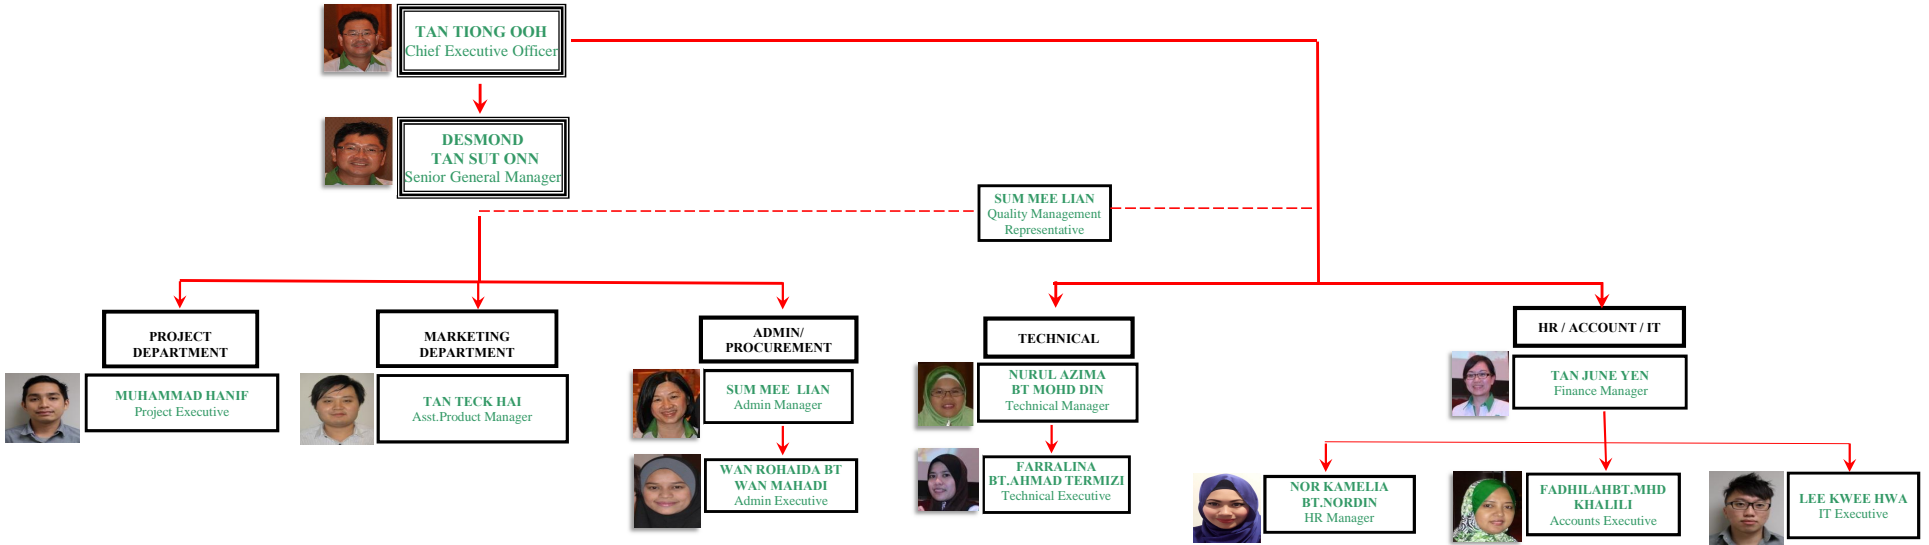 TAN TIONG OOH
Chief Executive Officer
DESMOND
TAN SUT ONN
Senior General Manager
SUM MEE LIAN
Quality Management
Representative
PROJECT
DEPARTMENT
MUHAMMAD HANIF
Project Executive
MARKETING
DEPARTMENT
TAN TECK HAI
Asst.Product Manager
ADMIN/
PROCUREMENT
SUM MEE LIAN
Admin Manager
WAN ROHAIDA BT
WAN MAHADI
Admin Executive
TECHNICAL
NURUL AZIMA
BT MOHD DIN
Technical Manager
FARRALINA
BT.AHMAD TERMIZI
Technical Executive
HR / ACCOUNT / IT
TAN JUNE YEN
Finance Manager
NOR KAMELIA
BT.NORDIN
HR Manager
FADHILAHBT.MHD
KHALILI
Accounts Executive
LEE KWEE HWA
IT Executive